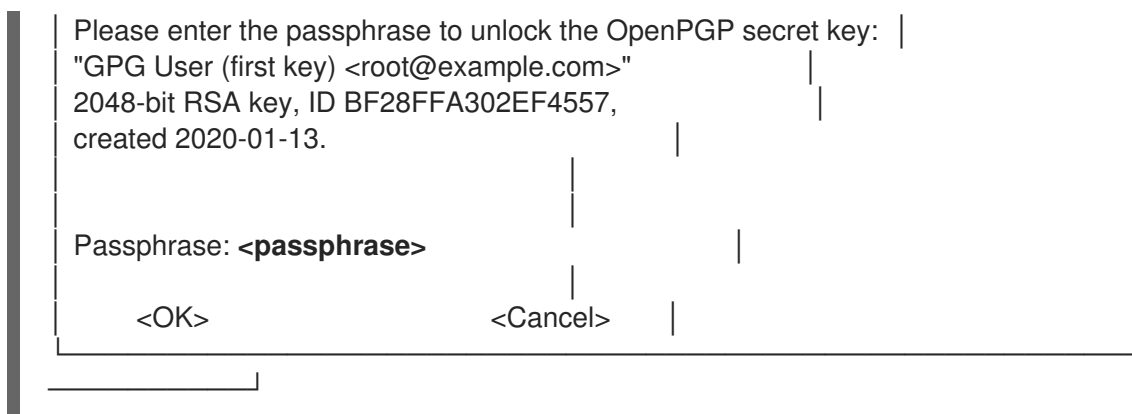 Please enter the passphrase to unlock the OpenPGP secret key:
"GPG User (first key) <root@example.com>"
2048-bit RSA key, ID BF28FFA302EF4557,
created 2020-01-13.
Passphrase: <passphrase>
<OK> <Cancel>